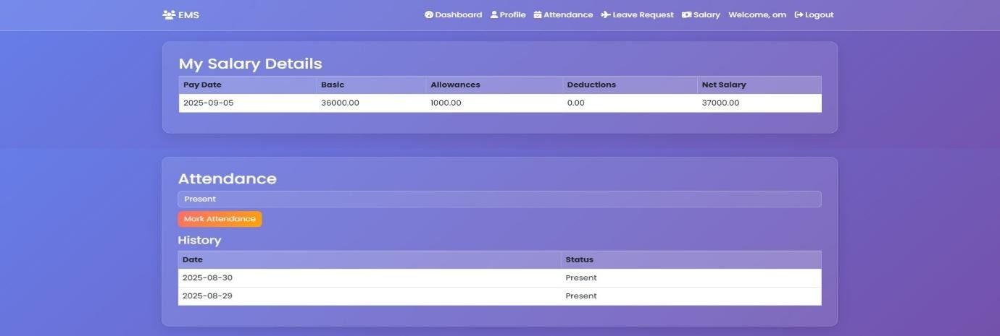 EMS Dashboard Profile Attendance Leave Request Salary Welcome, om Logout
My Salary Details
Pay Date Basic Allowances Deductions Net Salary
2025-09-05 36000.00 1000.00 0.00 37000.00
Attendance
Present
Mark Attendance
History
Date Status
2025-08-30 Present
2025-08-29 Present